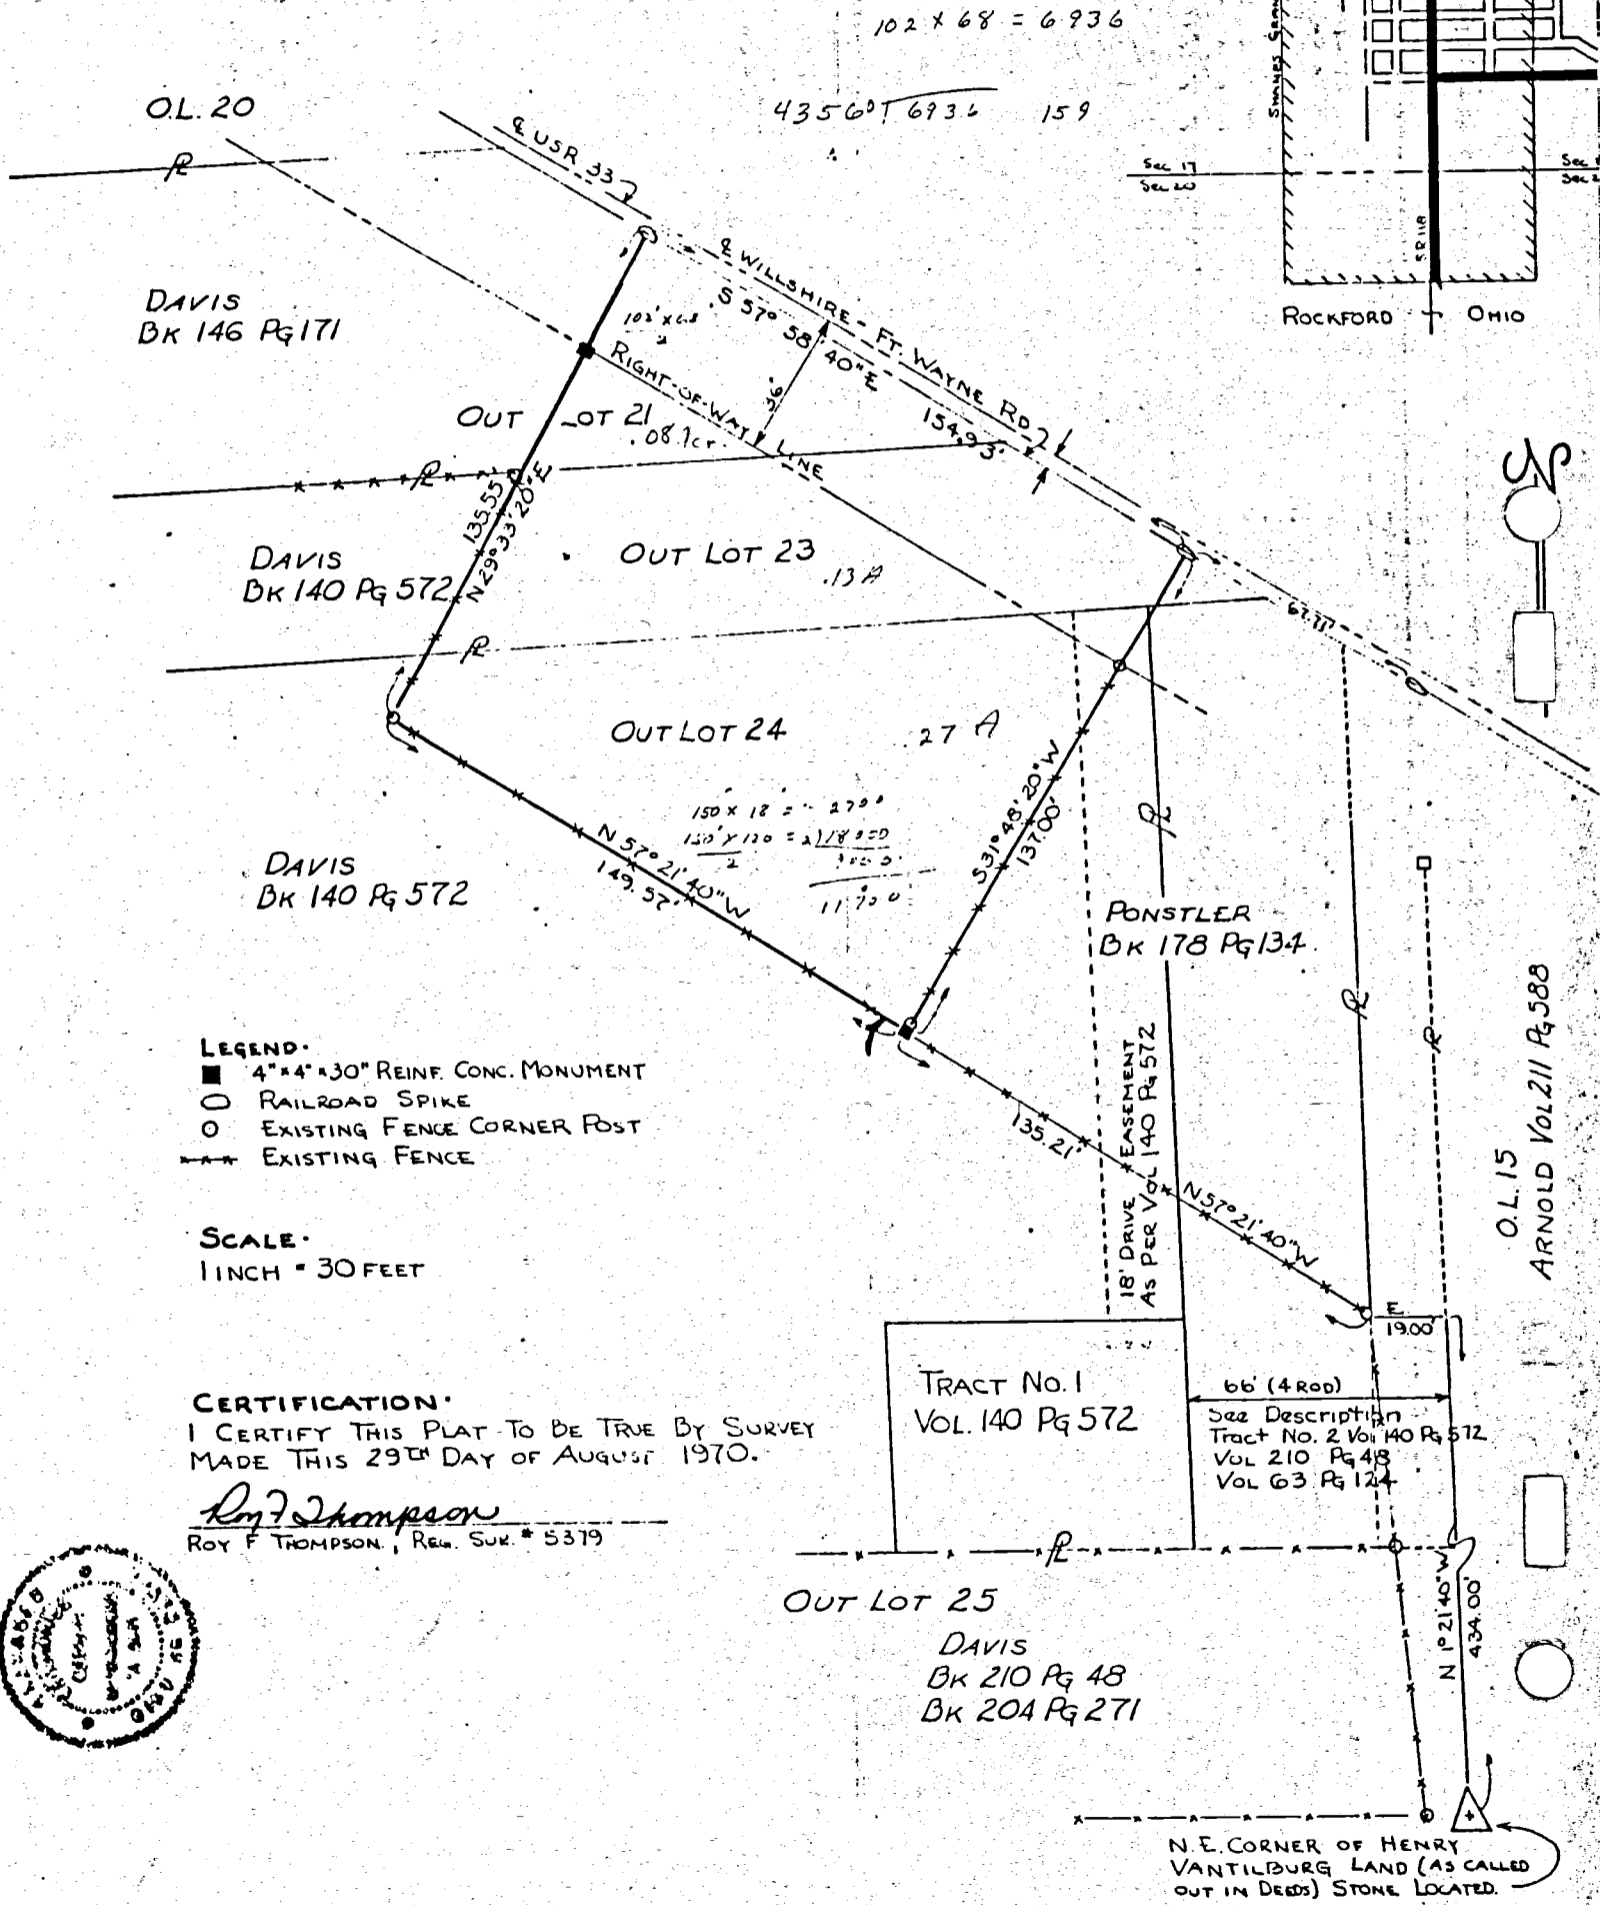 102 x 68 = 6936
43560 6936 159
O.L. 20
℄ USR 33
Sec 17
Sec 20
S.R. 118
ROCKFORD OHIO
℄ WILLSHIRE - FT. WAYNE RD
S 57° 58' 40" E
154.93'
DAVIS
BK 146 PG 171
RIGHT-OF-WAY LINE
36'
OUT LOT 21
.08
135.55'
N 29° 33' 20" E
DAVIS
BK 140 PG 572
OUT LOT 23
.13 A
67.71'
OUT LOT 24
.27 A
150 x 18 = 2700
150' x 120 = 2)18000
2
11700
S 31° 48' 20" W
137.00'
N 57° 21' 40" W
149.57'
DAVIS
BK 140 PG 572
PONSTLER
BK 178 PG 134
LEGEND.
4" x 4" x 30" REINF. CONC. MONUMENT
RAILROAD SPIKE
EXISTING FENCE CORNER POST
EXISTING FENCE
135.21'
18' DRIVE EASEMENT
AS PER VOL 140 PG 572
N 57° 21' 40" W
O.L. 15
ARNOLD VOL 211 PG 588
SCALE.
1 INCH = 30 FEET
E
19.00'
TRACT NO. 1
VOL. 140 PG 572
66' (4 ROD)
See Description
Tract No. 2 Vol 140 PG 572
VOL 210 PG 48
VOL 63 PG 124
CERTIFICATION.
I CERTIFY THIS PLAT TO BE TRUE BY SURVEY
MADE THIS 29TH DAY OF AUGUST 1970.
Roy F Thompson
ROY F THOMPSON, REG. SUR. # 5379
OUT LOT 25
DAVIS
BK 210 PG 48
BK 204 PG 271
N 1° 21' 40" W
434.00'
N.E. CORNER OF HENRY
VANTILBURG LAND (AS CALLED
OUT IN DEEDS) STONE LOCATED.